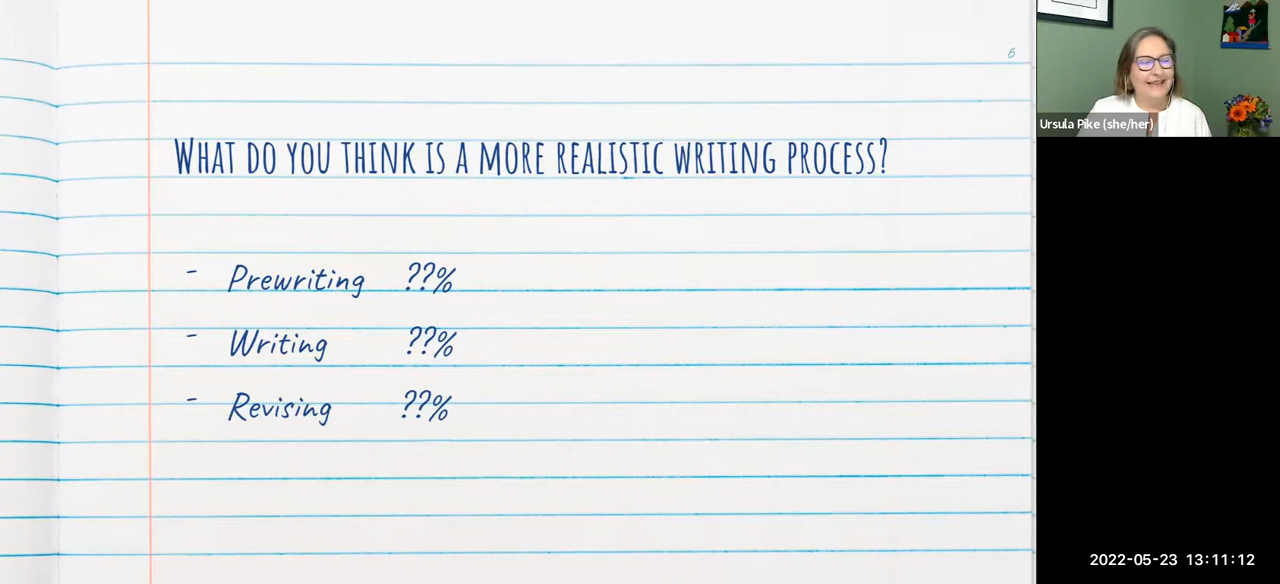 6
What do you think is a more realistic writing process?
- Prewriting ??%
- Writing ??%
- Revising ??%
Ursula Pike (she/her)
2022-05-23 13:11:12